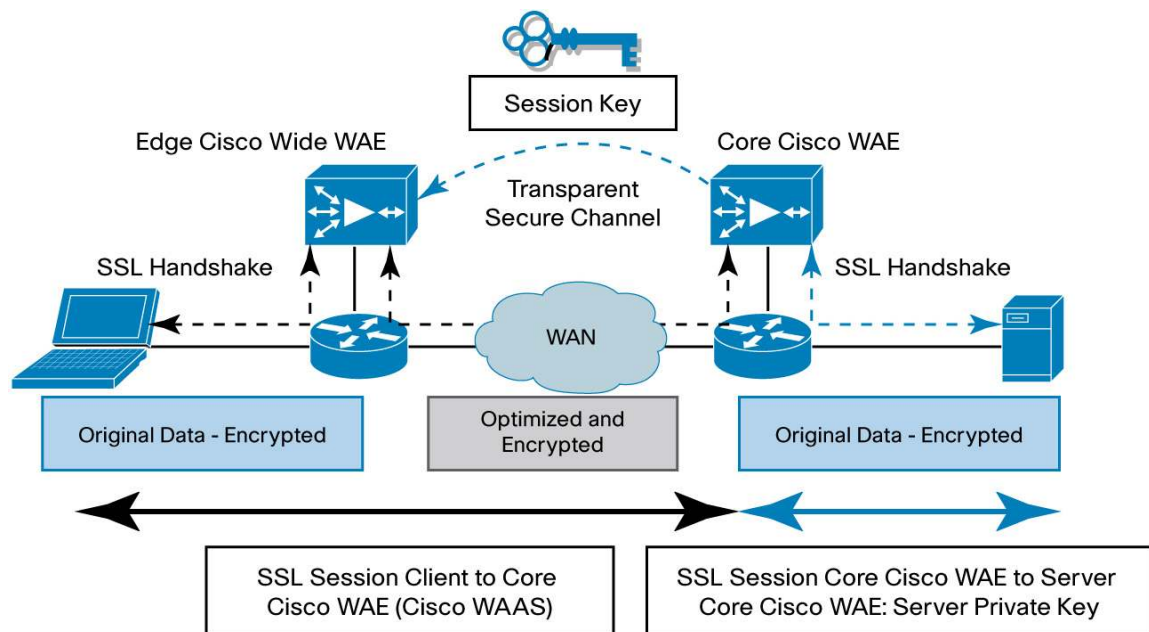 Session Key
Edge Cisco Wide WAE
Core Cisco WAE
Transparent
Secure Channel
SSL Handshake
SSL Handshake
WAN
Original Data - Encrypted
Optimized and
Encrypted
Original Data - Encrypted
SSL Session Client to Core
Cisco WAE (Cisco WAAS)
SSL Session Core Cisco WAE to Server
Core Cisco WAE: Server Private Key